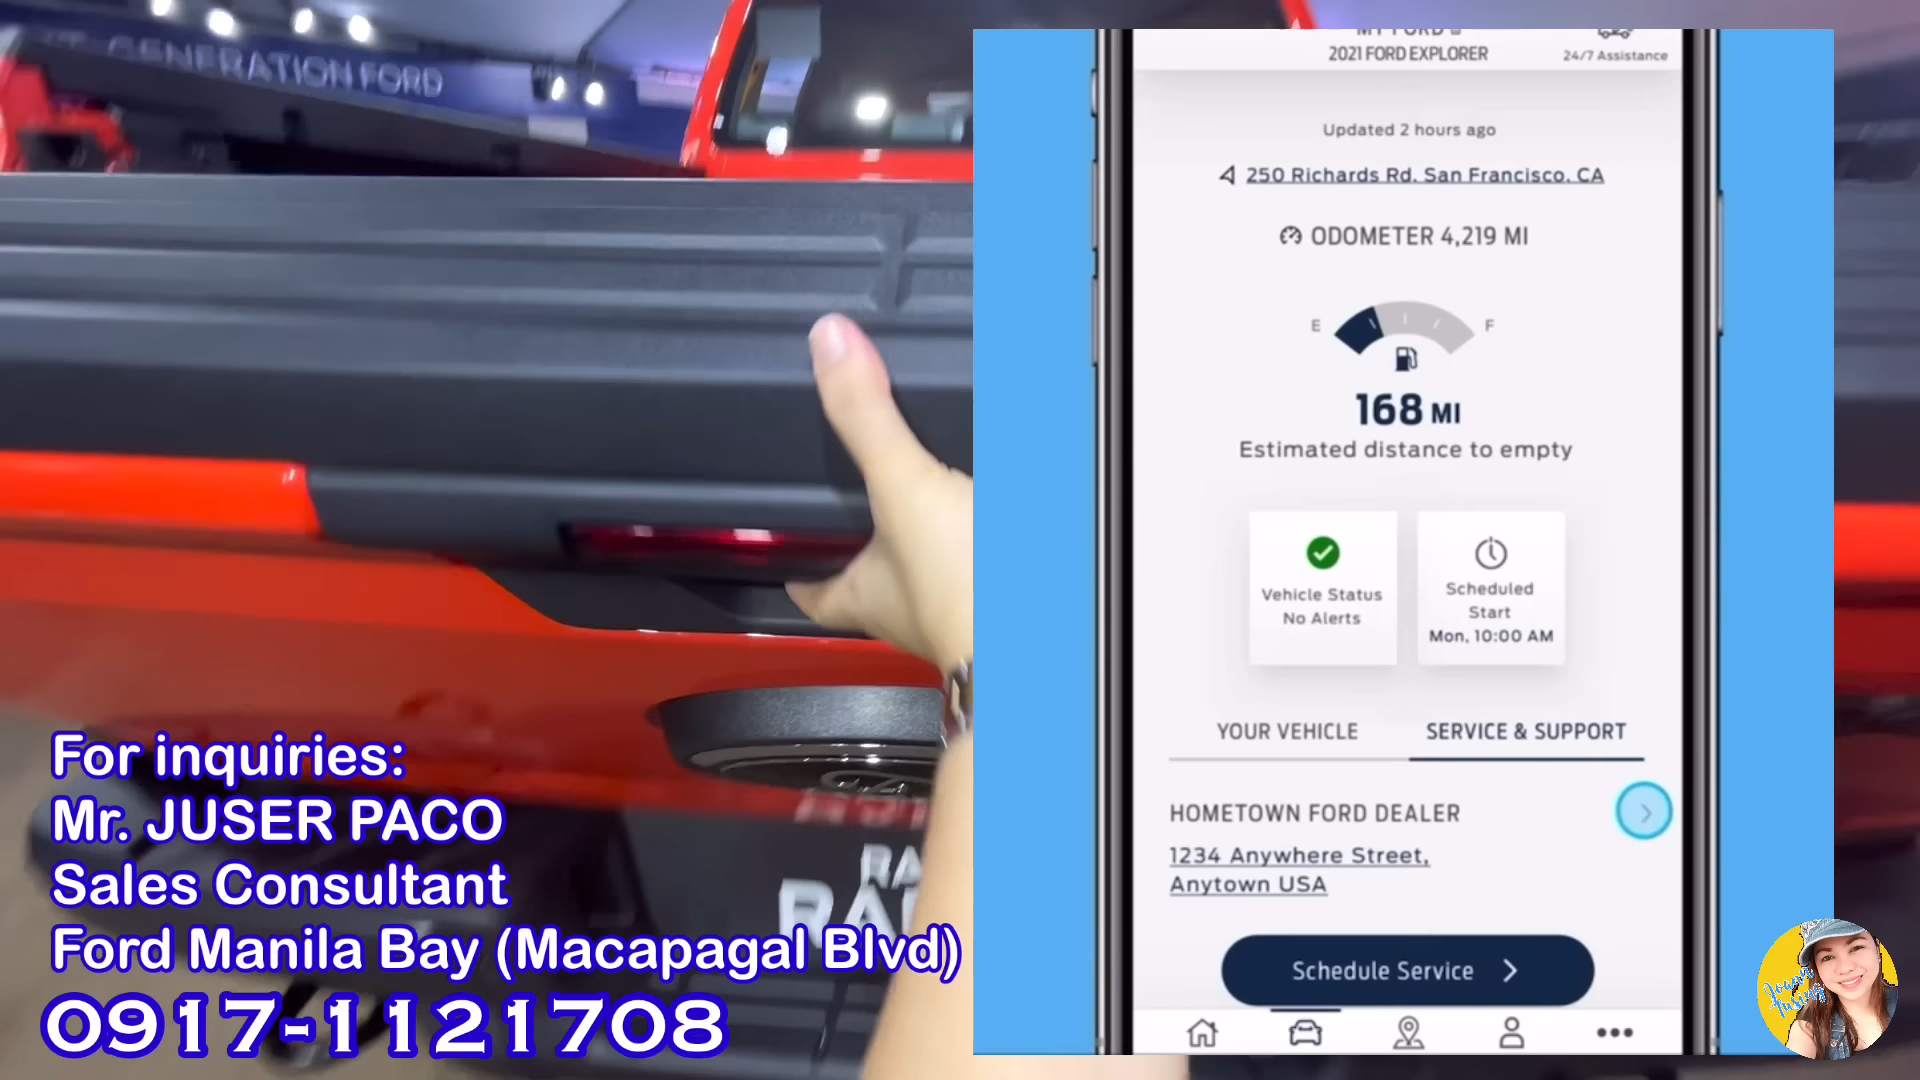 GENERATION FORD
For inquiries:
Mr. JUSER PACO
Sales Consultant
Ford Manila Bay (Macapagal Blvd)
0917-1121708
MY FORD
2021 FORD EXPLORER
24/7 Assistance
Updated 2 hours ago
250 Richards Rd. San Francisco. CA
ODOMETER 4,219 MI
E
F
168 MI
Estimated distance to empty
Vehicle Status
No Alerts
Scheduled
Start
Mon, 10:00 AM
YOUR VEHICLE
SERVICE & SUPPORT
HOMETOWN FORD DEALER
1234 Anywhere Street,
Anytown USA
Schedule Service